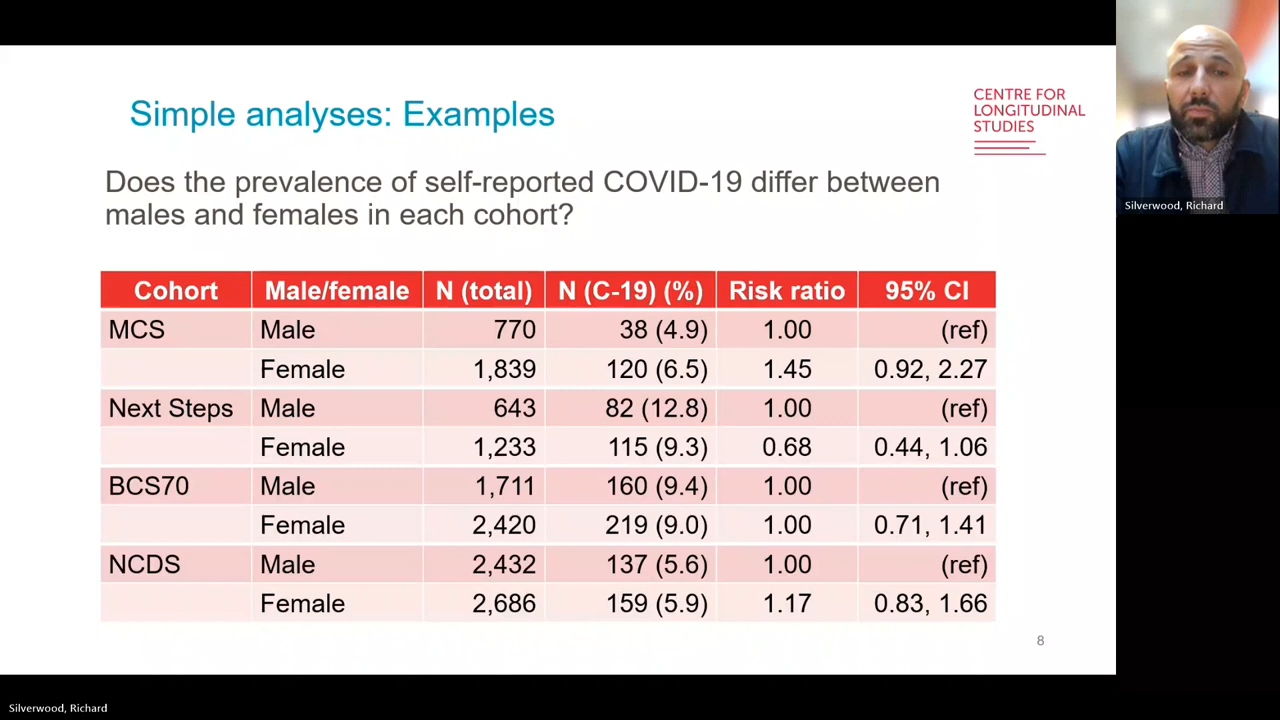 Simple analyses: Examples
CENTRE FOR
LONGITUDINAL
STUDIES
Does the prevalence of self-reported COVID-19 differ between
males and females in each cohort?
Cohort Male/female N (total) N (C-19) (%) Risk ratio 95% CI
MCS Male 770 38 (4.9) 1.00 (ref)
Female 1,839 120 (6.5) 1.45 0.92, 2.27
Next Steps Male 643 82 (12.8) 1.00 (ref)
Female 1,233 115 (9.3) 0.68 0.44, 1.06
BCS70 Male 1,711 160 (9.4) 1.00 (ref)
Female 2,420 219 (9.0) 1.00 0.71, 1.41
NCDS Male 2,432 137 (5.6) 1.00 (ref)
Female 2,686 159 (5.9) 1.17 0.83, 1.66
8
Silverwood, Richard
Silverwood, Richard